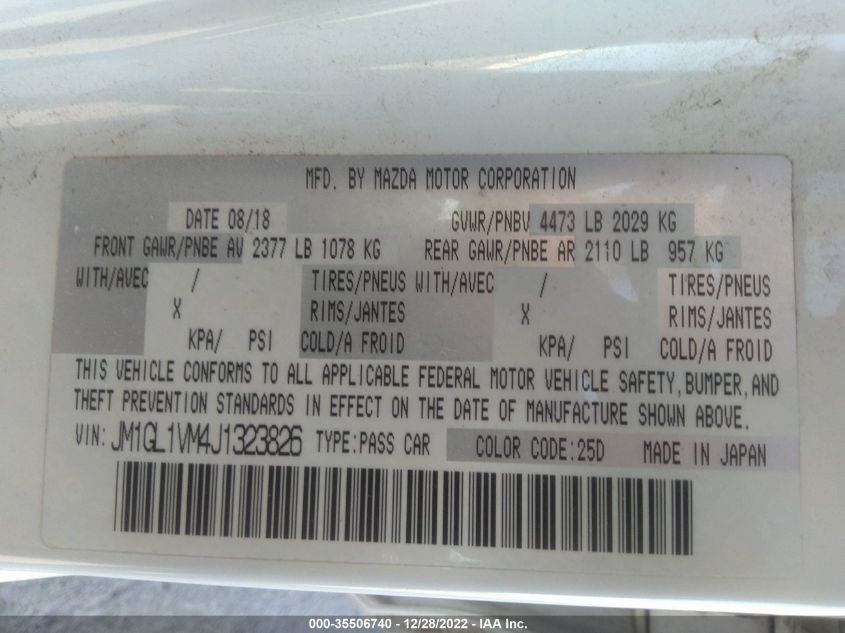 MFD. BY MAZDA MOTOR CORPORATION
DATE 08/18 GVWR/PNBV 4473 LB 2029 KG
FRONT GAWR/PNBE AV 2377 LB 1078 KG REAR GAWR/PNBE AR 2110 LB 957 KG
WITH/AVEC / TIRES/PNEUS WITH/AVEC / TIRES/PNEUS
X RIMS/JANTES X RIMS/JANTES
KPA/ PSI COLD/A FROID KPA/ PSI COLD/A FROID
THIS VEHICLE CONFORMS TO ALL APPLICABLE FEDERAL MOTOR VEHICLE SAFETY, BUMPER, AND
THEFT PREVENTION STANDARDS IN EFFECT ON THE DATE OF MANUFACTURE SHOWN ABOVE.
VIN: JM1GL1VM4J1323826 TYPE: PASS CAR COLOR CODE: 25D MADE IN JAPAN
000-35506740 - 12/28/2022 - IAA Inc.